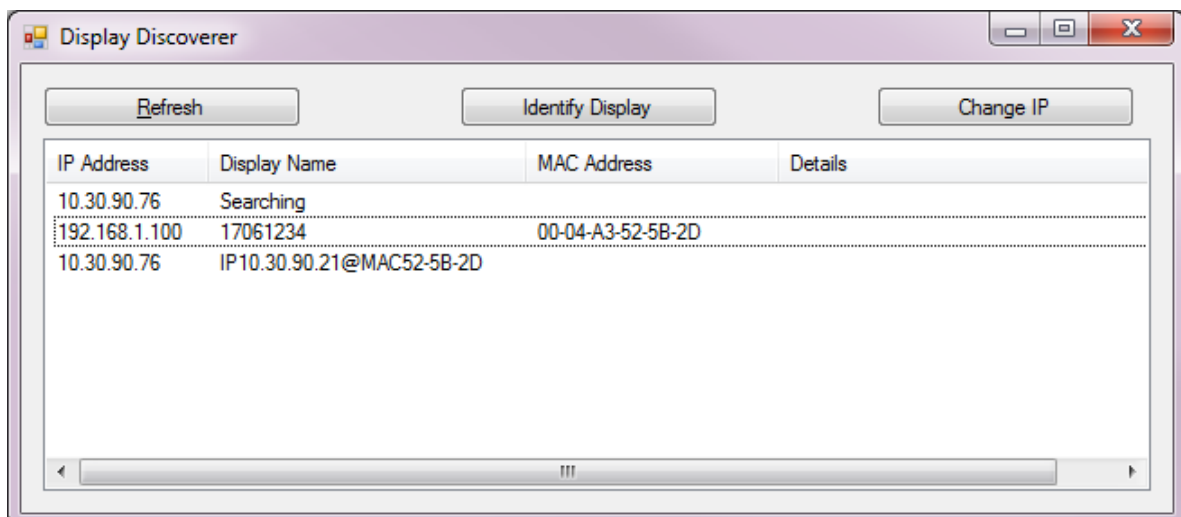 Display Discoverer
Refresh Identify Display Change IP
IP Address Display Name MAC Address Details
10.30.90.76 Searching
192.168.1.100 17061234 00-04-A3-52-5B-2D
10.30.90.76 IP10.30.90.21@MAC52-5B-2D